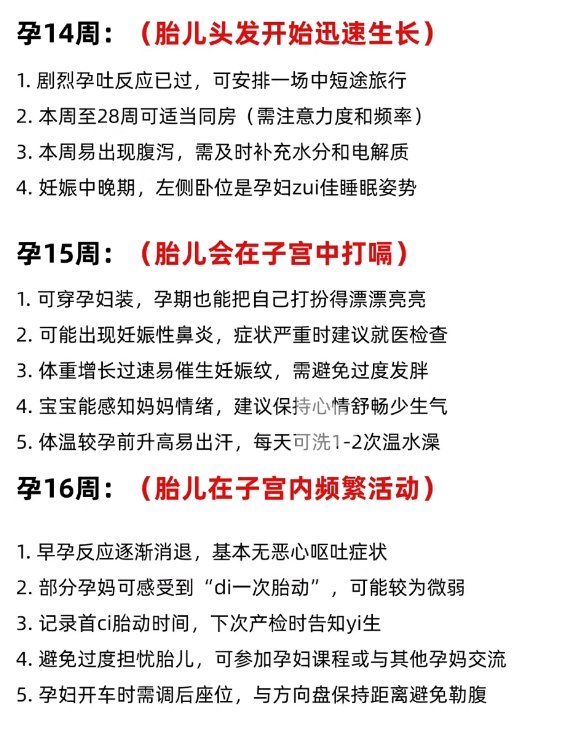 孕14周：（胎儿头发开始迅速生长）
1. 剧烈孕吐反应已过，可安排一场中短途旅行
2. 本周至28周可适当同房（需注意力度和频率）
3. 本周易出现腹泻，需及时补充水分和电解质
4. 妊娠中晚期，左侧卧位是孕妇zui佳睡眠姿势
孕15周：（胎儿会在子宫中打嗝）
1. 可穿孕妇装，孕期也能把自己打扮得漂漂亮亮
2. 可能出现妊娠性鼻炎，症状严重时建议就医检查
3. 体重增长过速易催生妊娠纹，需避免过度发胖
4. 宝宝能感知妈妈情绪，建议保持心情舒畅少生气
5. 体温较孕前升高易出汗，每天可洗1-2次温水澡
孕16周：（胎儿在子宫内频繁活动）
1. 早孕反应逐渐消退，基本无恶心呕吐症状
2. 部分孕妈可感受到“di一次胎动”，可能较为微弱
3. 记录首ci胎动时间，下次产检时告知yi生
4. 避免过度担忧胎儿，可参加孕妇课程或与其他孕妈交流
5. 孕妇开车时需调后座位，与方向盘保持距离避免勒腹